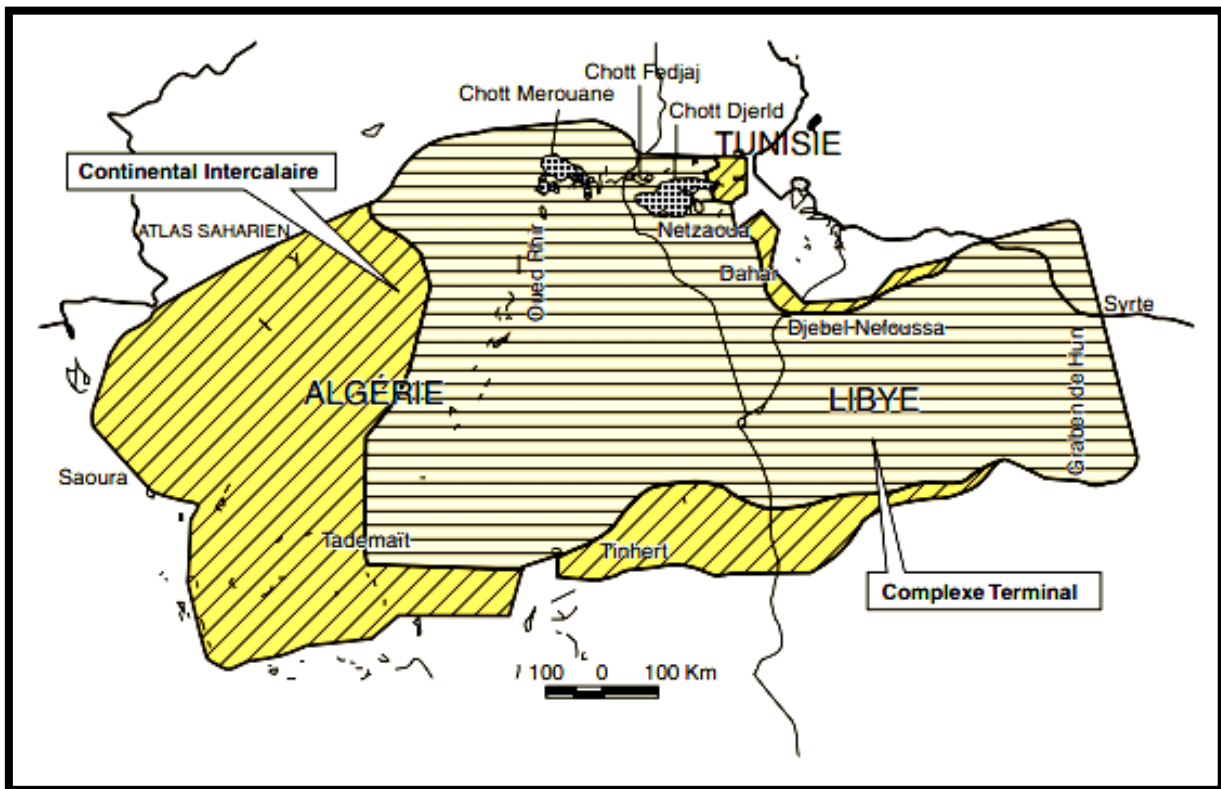 Chott Fedjaj
Chott Merouane
Chott Djerld
TUNISIE
Continental Intercalaire
ATLAS SAHARIEN
Netzaoua
Oued Rhir
Dahar
Syrte
Djebel-Nefoussa
Graben de Hun
ALGÉRIE
LIBYE
Saoura
Tademaït
Tinhert
Complexe Terminal
100 0 100 Km